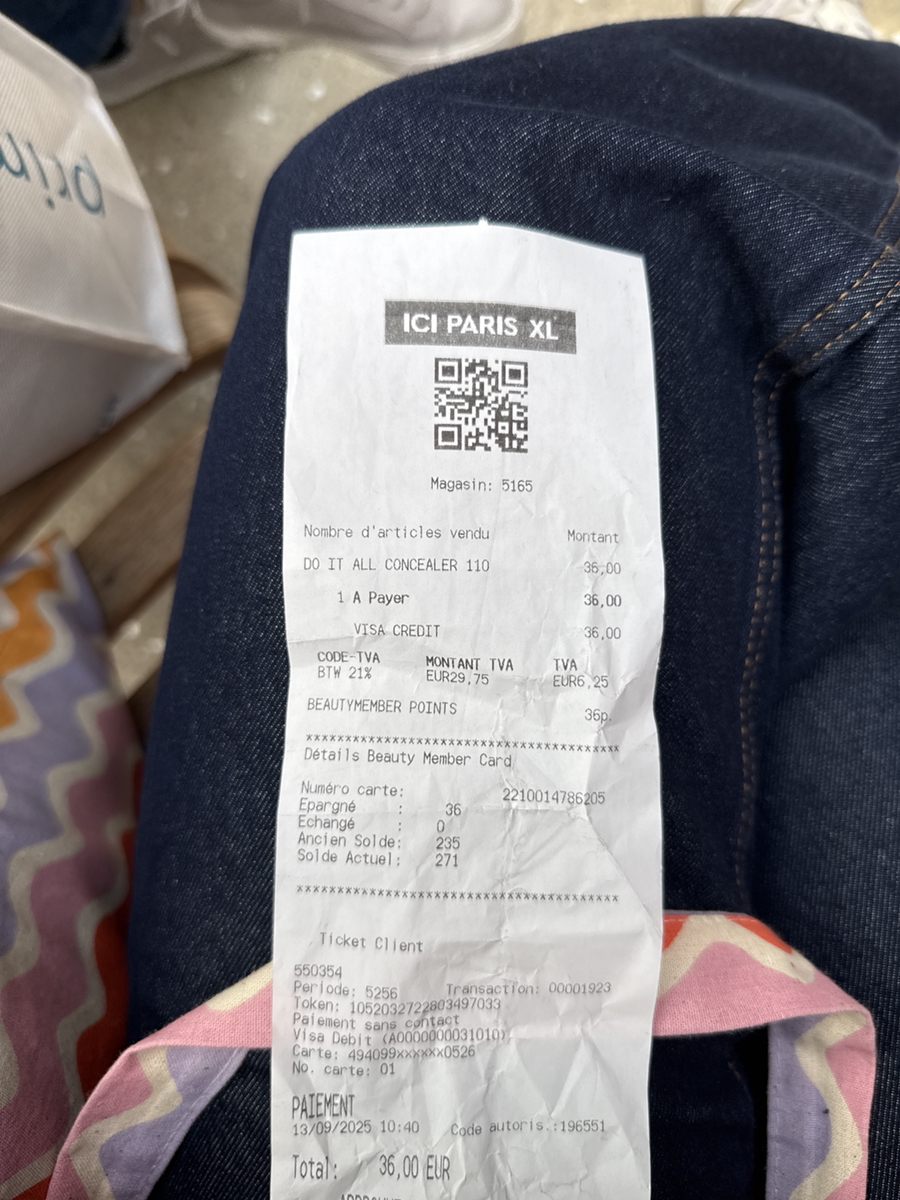 prim
ICI PARIS XL
Magasin: 5165
Nombre d'articles vendu Montant
DO IT ALL CONCEALER 110 36,00
1 A Payer 36,00
VISA CREDIT 36,00
CODE-TVA MONTANT TVA TVA
BTW 21% EUR29,75 EUR6,25
BEAUTYMEMBER POINTS 36p.
****************************************
Détails Beauty Member Card
Numéro carte: 2210014786205
Epargné : 36
Echangé : 0
Ancien Solde: 235
Solde Actuel: 271
****************************************
Ticket Client
550354
Periode: 5256 Transaction: 00001923
Token: 1052032722803497033
Paiement sans contact
Visa Debit (A0000000031010)
Carte: 494099xxxxxx0526
No. carte: 01
PAIEMENT
13/09/2025 10:40 Code autoris.:196551
Total: 36,00 EUR